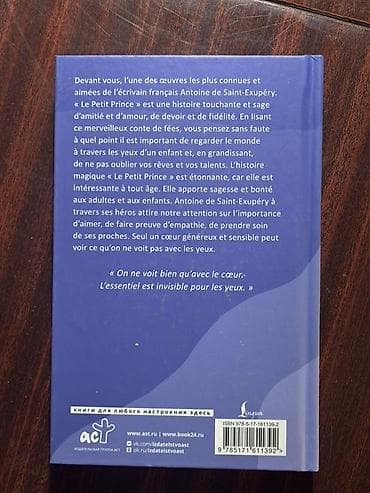 Devant vous, l'une des œuvres les plus connues et
aimées de l'écrivain français Antoine de Saint-Exupéry.
« Le Petit Prince » est une histoire touchante et sage
d'amitié et d'amour, de devoir et de fidélité. En lisant
ce merveilleux conte de fées, vous pensez sans faute
à quel point il est important de regarder le monde
à travers les yeux d'un enfant et, en grandissant,
de ne pas oublier vos rêves et vos talents. L'histoire
magique « Le Petit Prince » est étonnante, car elle est
intéressante à tout âge. Elle apporte sagesse et bonté
aux adultes et aux enfants. Antoine de Saint-Exupéry à
travers ses héros attire notre attention sur l'importance
d'aimer, de faire preuve d'empathie, de prendre soin
de ses proches. Seul un cœur généreux et sensible peut
voir ce qu'on ne voit pas avec les yeux.
« On ne voit bien qu'avec le cœur.
L'essentiel est invisible pour les yeux. »
книги для любого настроения здесь
аст
ИЗДАТЕЛЬСКАЯ ГРУППА АСТ
www.ast.ru | www.book24.ru
vk.com/izdatelstvoast
ok.ru/izdatelstvoast
Lingua
ISBN 978-5-17-161139-2
9 785171 611392 >